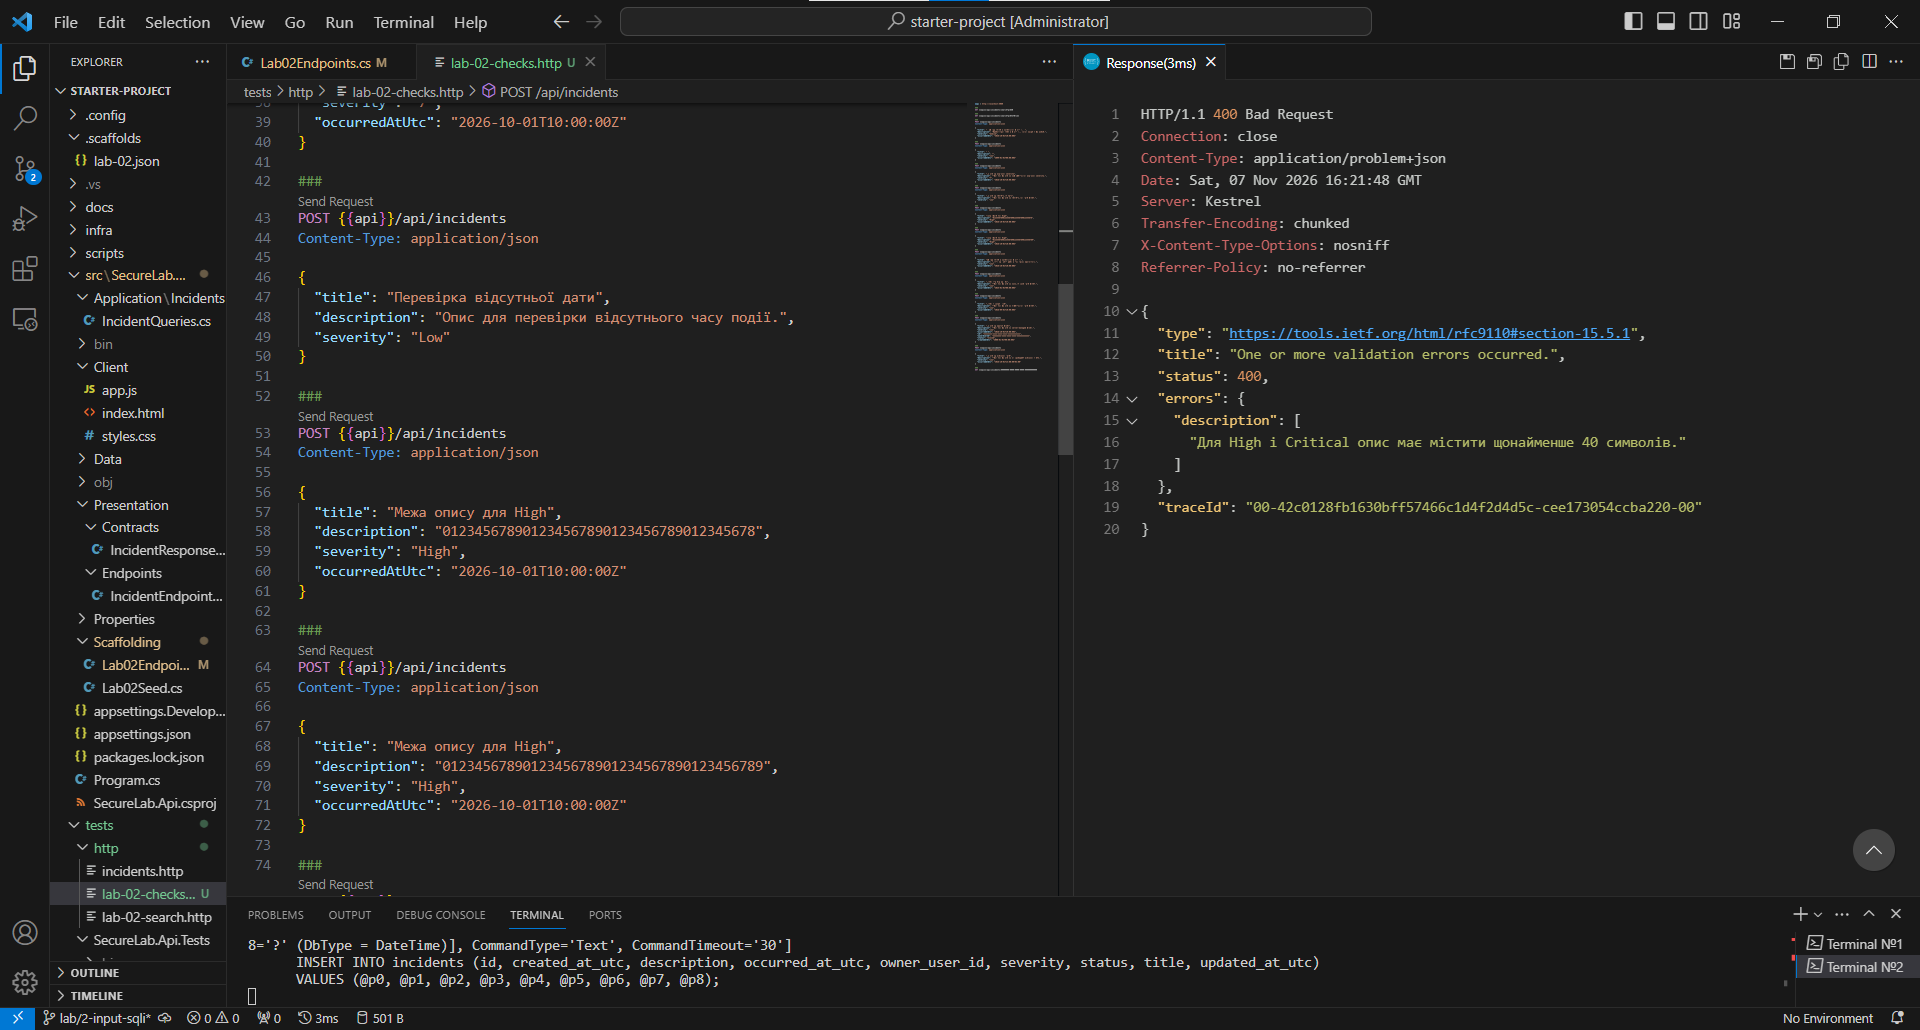 File Edit Selection View Go Run Terminal Help
starter-project [Administrator]
EXPLORER
STARTER-PROJECT
.config
.scaffolds
lab-02.json
.vs
docs
infra
scripts
src\SecureLab....
Application\Incidents
IncidentQueries.cs
bin
Client
JS app.js
index.html
# styles.css
Data
obj
Presentation
Contracts
IncidentResponse...
Endpoints
IncidentEndpoint...
Properties
Scaffolding
Lab02Endpoi... M
Lab02Seed.cs
appsettings.Develop...
appsettings.json
packages.lock.json
Program.cs
SecureLab.Api.csproj
tests
http
incidents.http
lab-02-checks... U
lab-02-search.http
SecureLab.Api.Tests
OUTLINE
TIMELINE
2
Lab02Endpoints.cs M
lab-02-checks.http U
tests > http > lab-02-checks.http > POST /api/incidents
39 "occurredAtUtc": "2026-10-01T10:00:00Z"
40 }
41
42 ###
Send Request
43 POST {{api}}/api/incidents
44 Content-Type: application/json
45
46 {
47 "title": "Перевірка відсутньої дати",
48 "description": "Опис для перевірки відсутнього часу події.",
49 "severity": "Low"
50 }
51
52 ###
Send Request
53 POST {{api}}/api/incidents
54 Content-Type: application/json
55
56 {
57 "title": "Межа опису для High",
58 "description": "012345678901234567890123456789012345678",
59 "severity": "High",
60 "occurredAtUtc": "2026-10-01T10:00:00Z"
61 }
62
63 ###
Send Request
64 POST {{api}}/api/incidents
65 Content-Type: application/json
66
67 {
68 "title": "Межа опису для High",
69 "description": "0123456789012345678901234567890123456789",
70 "severity": "High",
71 "occurredAtUtc": "2026-10-01T10:00:00Z"
72 }
73
74 ###
Send Request
Response(3ms)
1 HTTP/1.1 400 Bad Request
2 Connection: close
3 Content-Type: application/problem+json
4 Date: Sat, 07 Nov 2026 16:21:48 GMT
5 Server: Kestrel
6 Transfer-Encoding: chunked
7 X-Content-Type-Options: nosniff
8 Referrer-Policy: no-referrer
9
10 {
11 "type": "https://tools.ietf.org/html/rfc9110#section-15.5.1",
12 "title": "One or more validation errors occurred.",
13 "status": 400,
14 "errors": {
15 "description": [
16 "Для High і Critical опис має містити щонайменше 40 символів."
17 ]
18 },
19 "traceId": "00-42c0128fb1630bff57466c1d4f2d4d5c-cee173054ccba220-00"
20 }
PROBLEMS OUTPUT DEBUG CONSOLE TERMINAL PORTS
8='?' (DbType = DateTime)], CommandType='Text', CommandTimeout='30']
INSERT INTO incidents (id, created_at_utc, description, occurred_at_utc, owner_user_id, severity, status, title, updated_at_utc)
VALUES (@p0, @p1, @p2, @p3, @p4, @p5, @p6, @p7, @p8);
Terminal №1
Terminal №2
lab/2-input-sqli* 0 0 0 3ms 501 B
No Environment